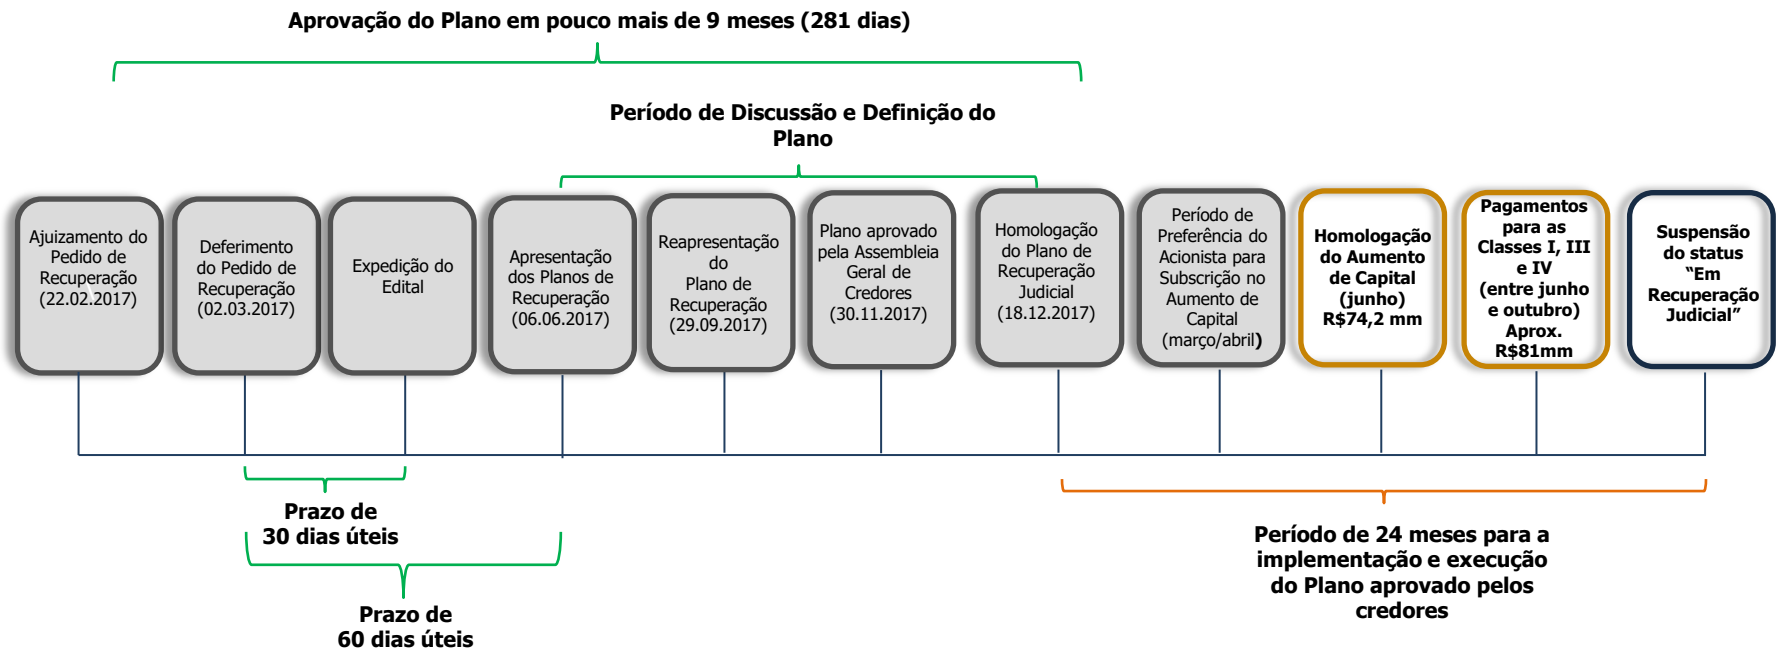 Aprovação do Plano em pouco mais de 9 meses (281 dias)
Período de Discussão e Definição do
Plano
Ajuizamento do
Pedido de
Recuperação
(22.02.2017)
Deferimento
do Pedido de
Recuperação
(02.03.2017)
Expedição do
Edital
Apresentação
dos Planos de
Recuperação
(06.06.2017)
Reapresentação
do
Plano de
Recuperação
(29.09.2017)
Plano aprovado
pela Assembleia
Geral de
Credores
(30.11.2017)
Homologação
do Plano de
Recuperação
Judicial
(18.12.2017)
Período de
Preferência do
Acionista para
Subscrição no
Aumento de
Capital
(março/abril)
Homologação
do Aumento
de Capital
(junho)
R$74,2 mm
Pagamentos
para as
Classes I, III
e IV
(entre junho
e outubro)
Aprox.
R$81mm
Suspensão
do status
“Em
Recuperação
Judicial”
Prazo de
30 dias úteis
Prazo de
60 dias úteis
Período de 24 meses para a
implementação e execução
do Plano aprovado pelos
credores